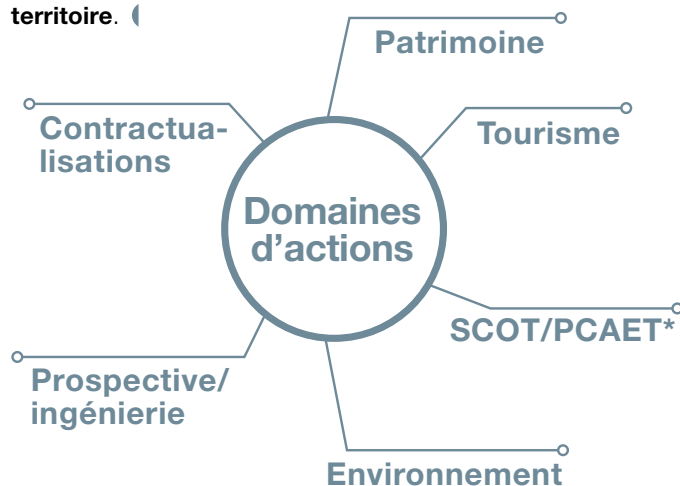 territoire.
Patrimoine
Contractua-
lisations
Tourisme
Domaines
d’actions
SCOT/PCAET*
Prospective/
ingénierie
Environnement